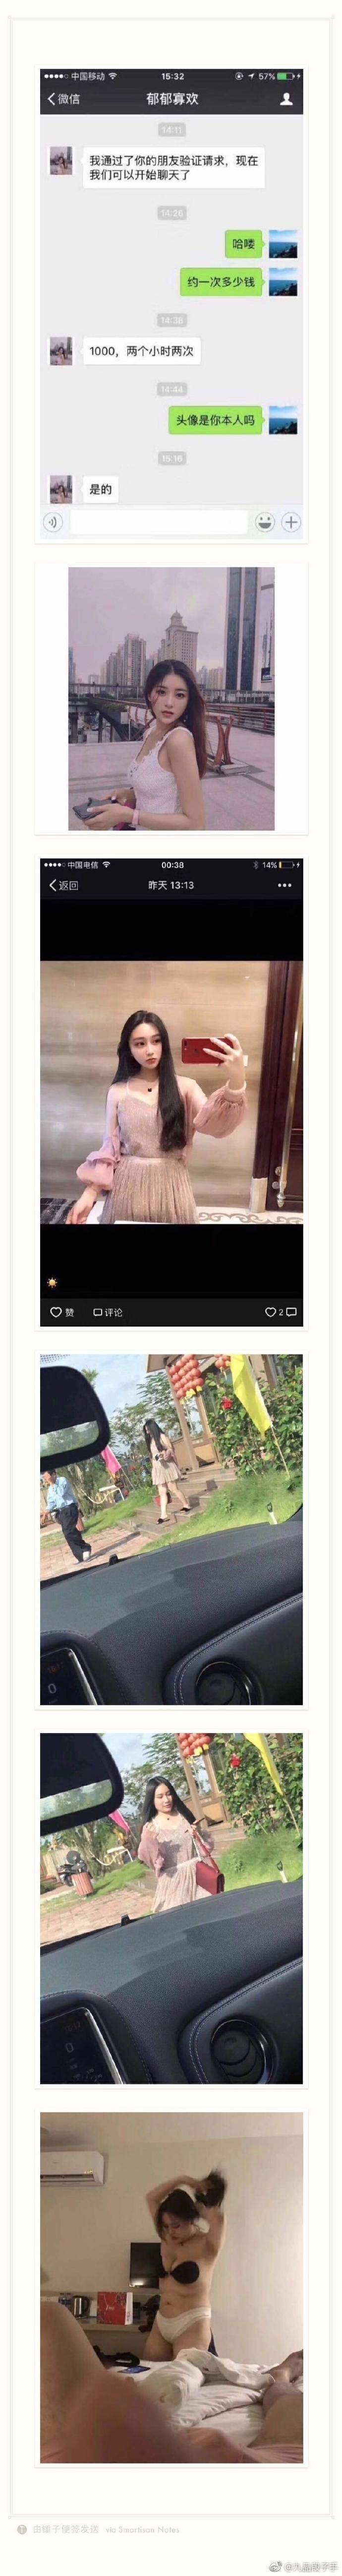 中国移动
15:32
57%
微信
郁郁寡欢
14:11
我通过了你的朋友验证请求，现在
我们可以开始聊天了
14:26
哈喽
约一次多少钱
14:38
1000，两个小时两次
14:44
头像是你本人吗
15:16
是的
中国电信
00:38
14%
返回
昨天 13:13
赞
评论
2
由锤子便签发送 via Smartisan Notes